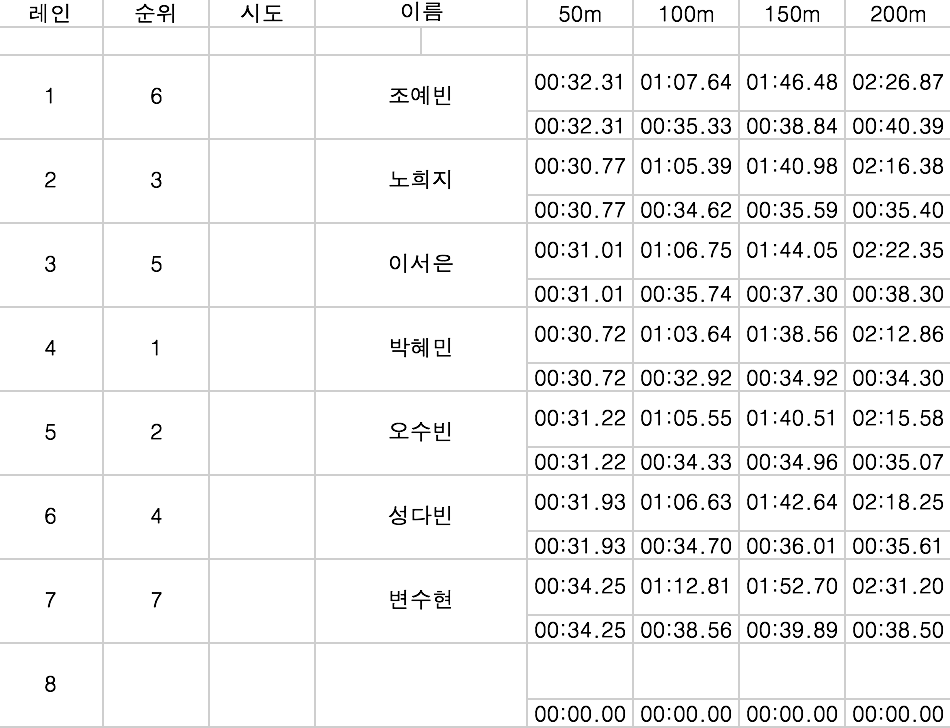 레인 순위 시도 이름 50m 100m 150m 200m
1 6 조예빈 00:32.31 01:07.64 01:46.48 02:26.87
00:32.31 00:35.33 00:38.84 00:40.39
2 3 노희지 00:30.77 01:05.39 01:40.98 02:16.38
00:30.77 00:34.62 00:35.59 00:35.40
3 5 이서은 00:31.01 01:06.75 01:44.05 02:22.35
00:31.01 00:35.74 00:37.30 00:38.30
4 1 박혜민 00:30.72 01:03.64 01:38.56 02:12.86
00:30.72 00:32.92 00:34.92 00:34.30
5 2 오수빈 00:31.22 01:05.55 01:40.51 02:15.58
00:31.22 00:34.33 00:34.96 00:35.07
6 4 성다빈 00:31.93 01:06.63 01:42.64 02:18.25
00:31.93 00:34.70 00:36.01 00:35.61
7 7 변수현 00:34.25 01:12.81 01:52.70 02:31.20
00:34.25 00:38.56 00:39.89 00:38.50
8
00:00.00 00:00.00 00:00.00 00:00.00